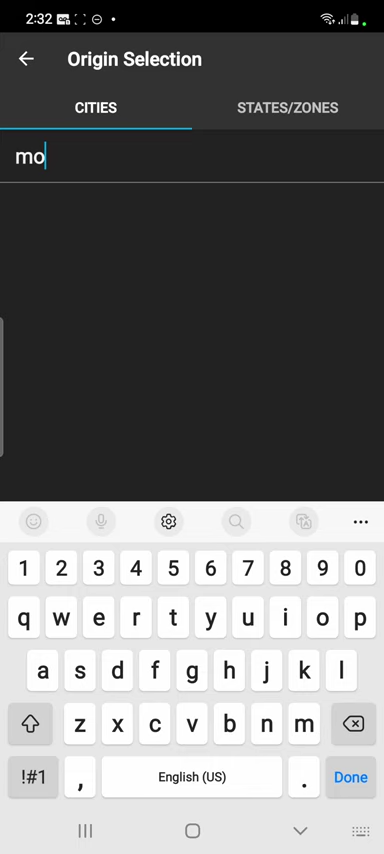 2:32
Origin Selection
CITIES
STATES/ZONES
mo
1 2 3 4 5 6 7 8 9 0
q w e r t y u i o p
a s d f g h j k l
z x c v b n m
!#1 , English (US) . Done